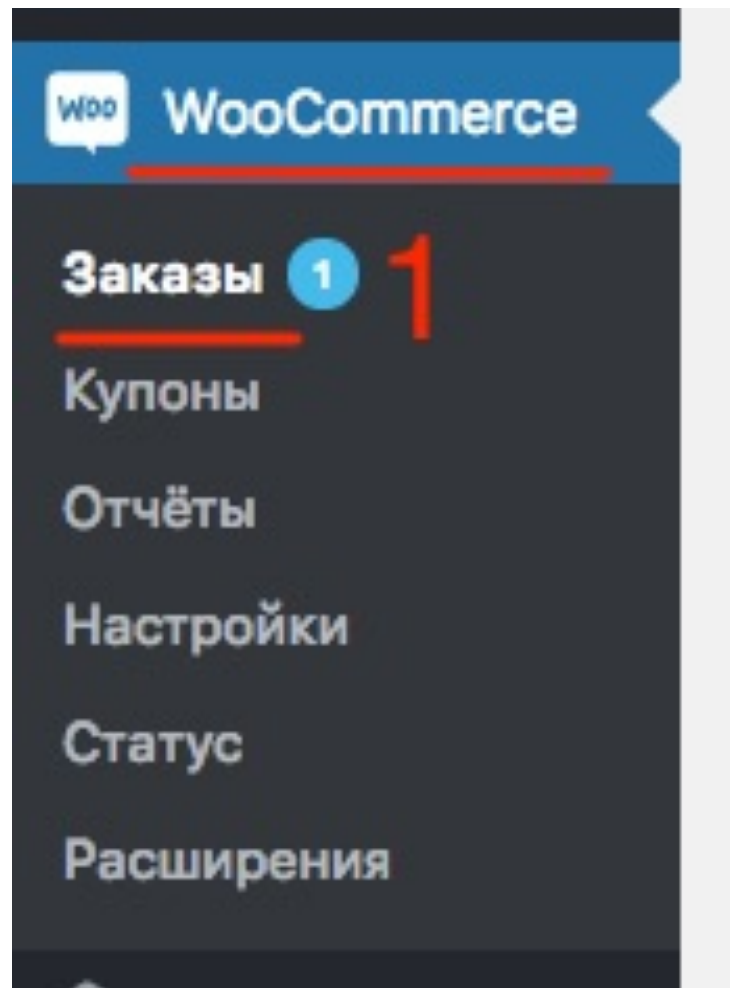 Woo WooCommerce
Заказы 1 1
Купоны
Отчёты
Настройки
Статус
Расширения